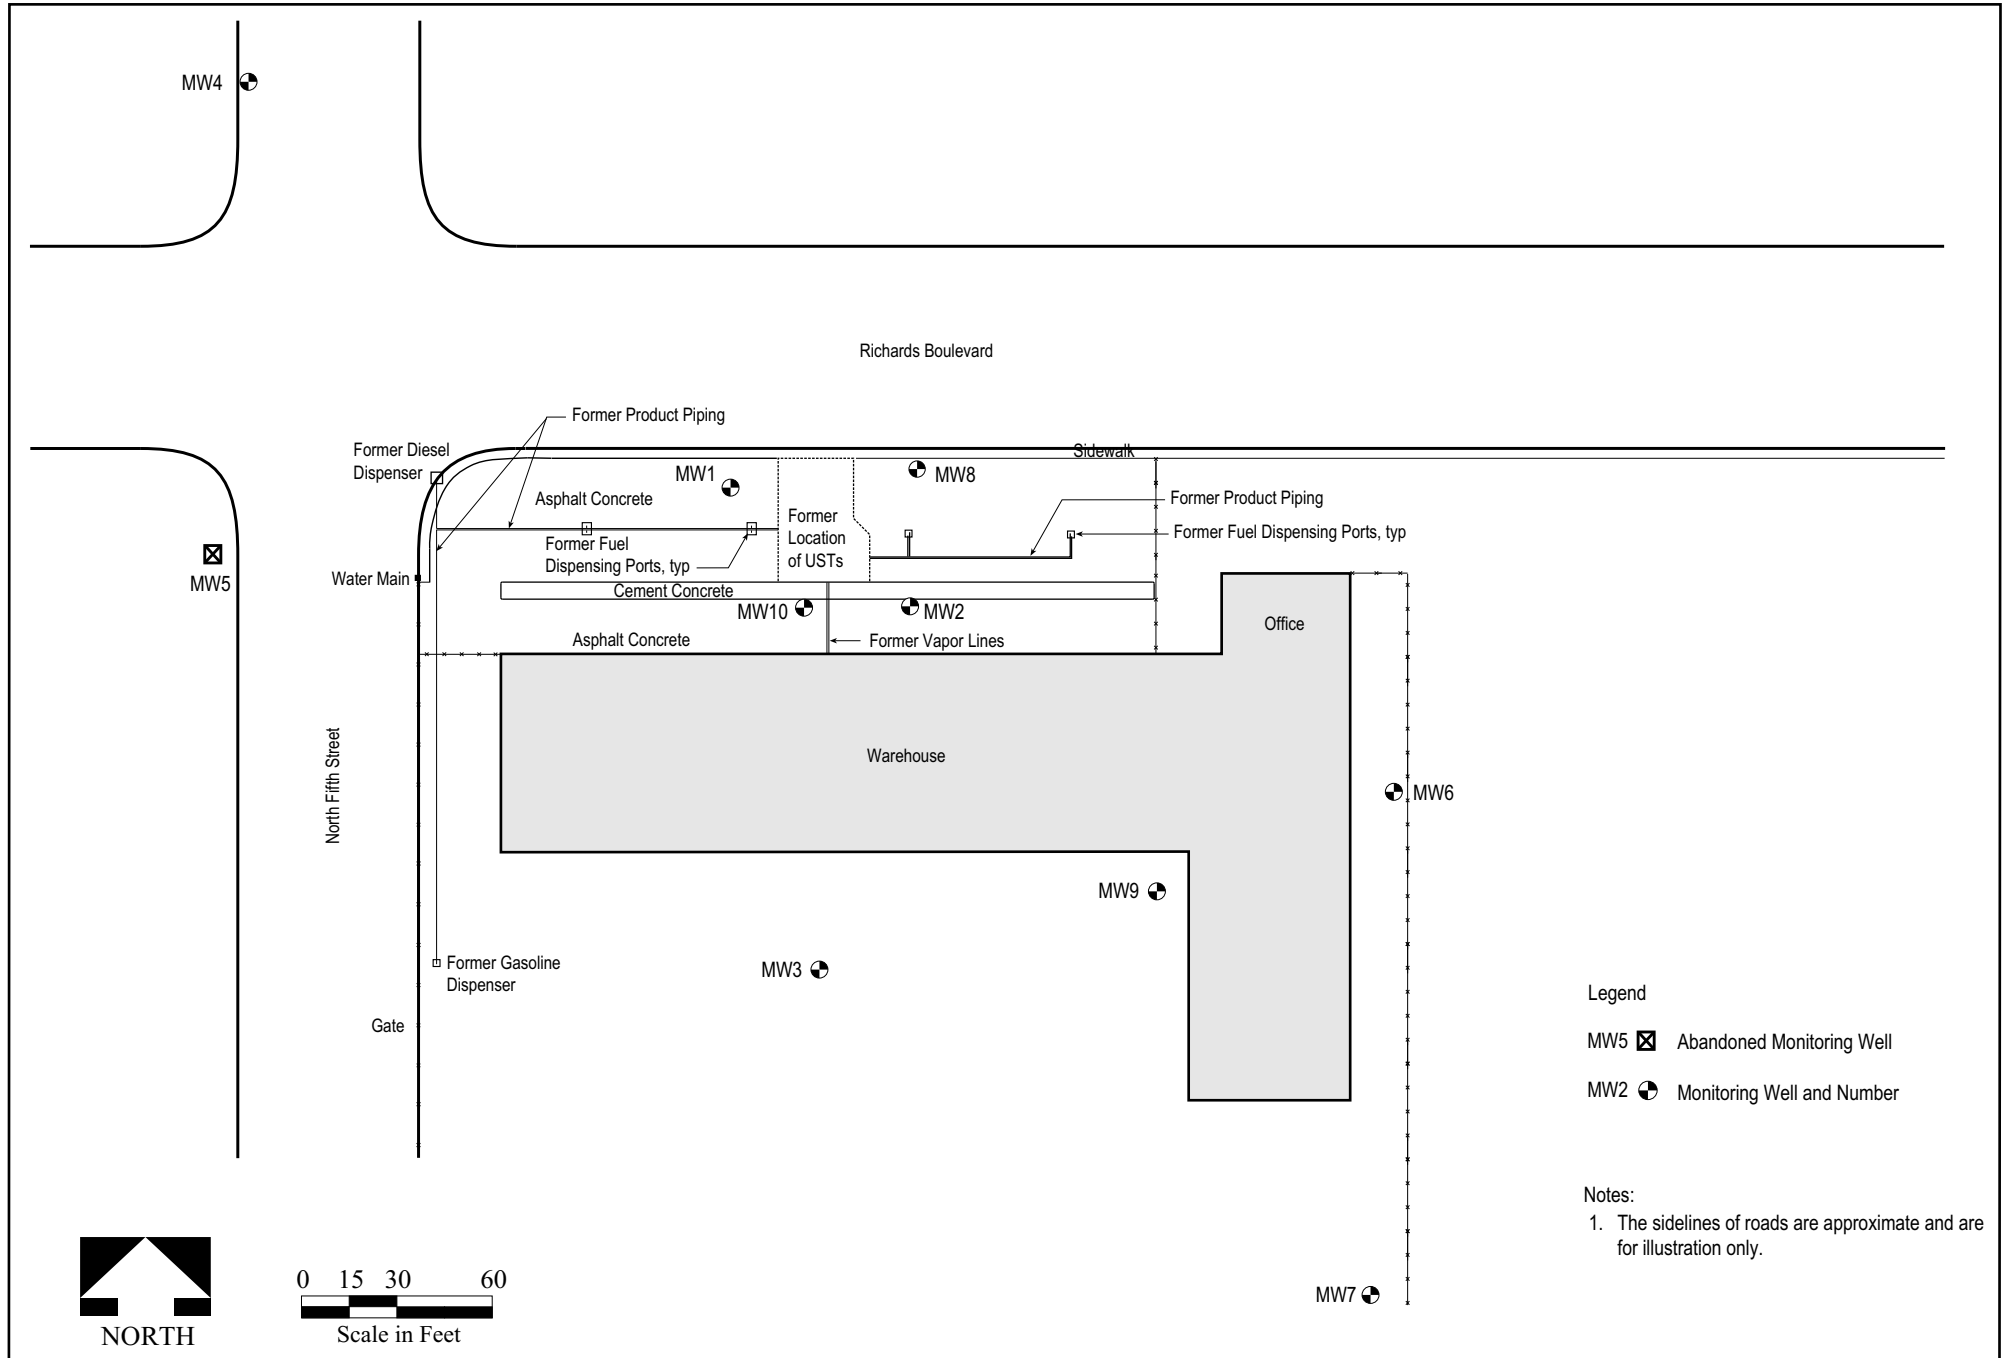 MW4
Richards Boulevard
Former Product Piping
Former Diesel
Dispenser
Sidewalk
MW1
MW8
Asphalt Concrete
Former Product Piping
Former
Location
of USTs
Former Fuel Dispensing Ports, typ
Former Fuel
Dispensing Ports, typ
MW5
Water Main
Cement Concrete
MW10
MW2
Office
Asphalt Concrete
Former Vapor Lines
North Fifth Street
Warehouse
MW6
MW9
Former Gasoline
Dispenser
MW3
Gate
Legend
MW5 Abandoned Monitoring Well
MW2 Monitoring Well and Number
Notes:
1. The sidelines of roads are approximate and are
for illustration only.
MW7
NORTH
0 15 30 60
Scale in Feet